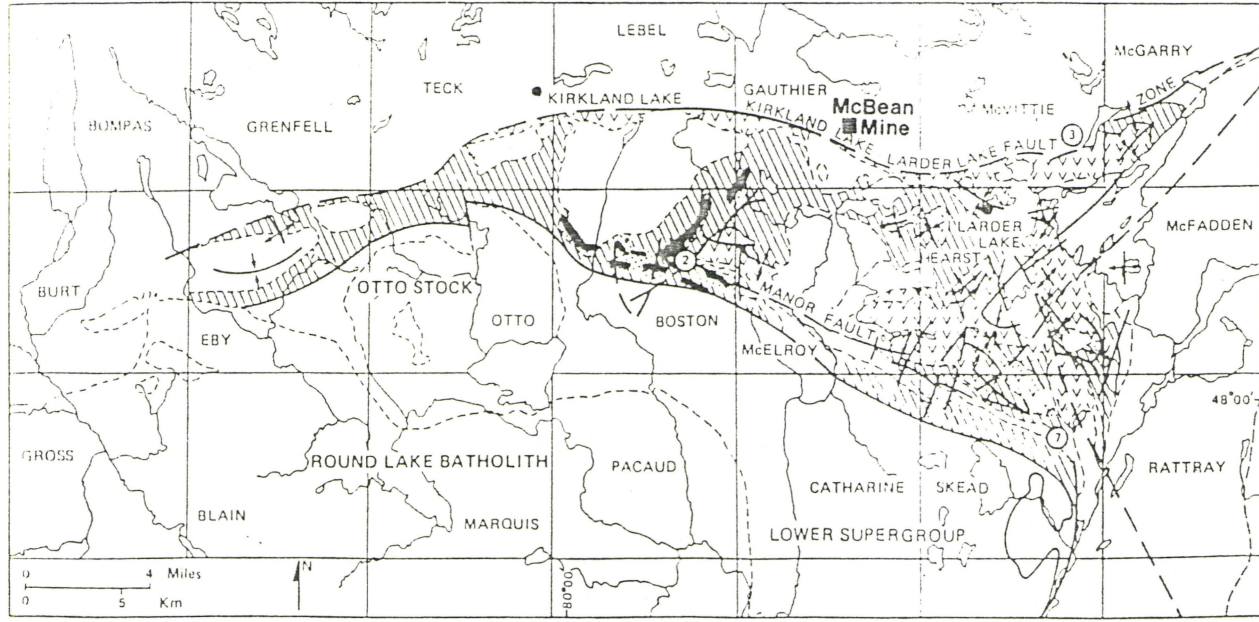 LEBEL
McGARRY
TECK
KIRKLAND LAKE
GAUTHIER
ZONE
KIRKLAND LAKE
McBean
Mine
McVITTIE
BOMPAS
GRENFELL
3
LARDER LAKE FAULT
LARDER
LAKE
McFADDEN
HEARST
2
BURT
OTTO STOCK
MANOR FAULT
OTTO
BOSTON
EBY
McELROY
48°00'
GROSS
7
ROUND LAKE BATHOLITH
PACAUD
RATTRAY
CATHARINE
SKEAD
BLAIN
MARQUIS
LOWER SUPERGROUP
0 4 Miles
0 5 Km
N
80°00'